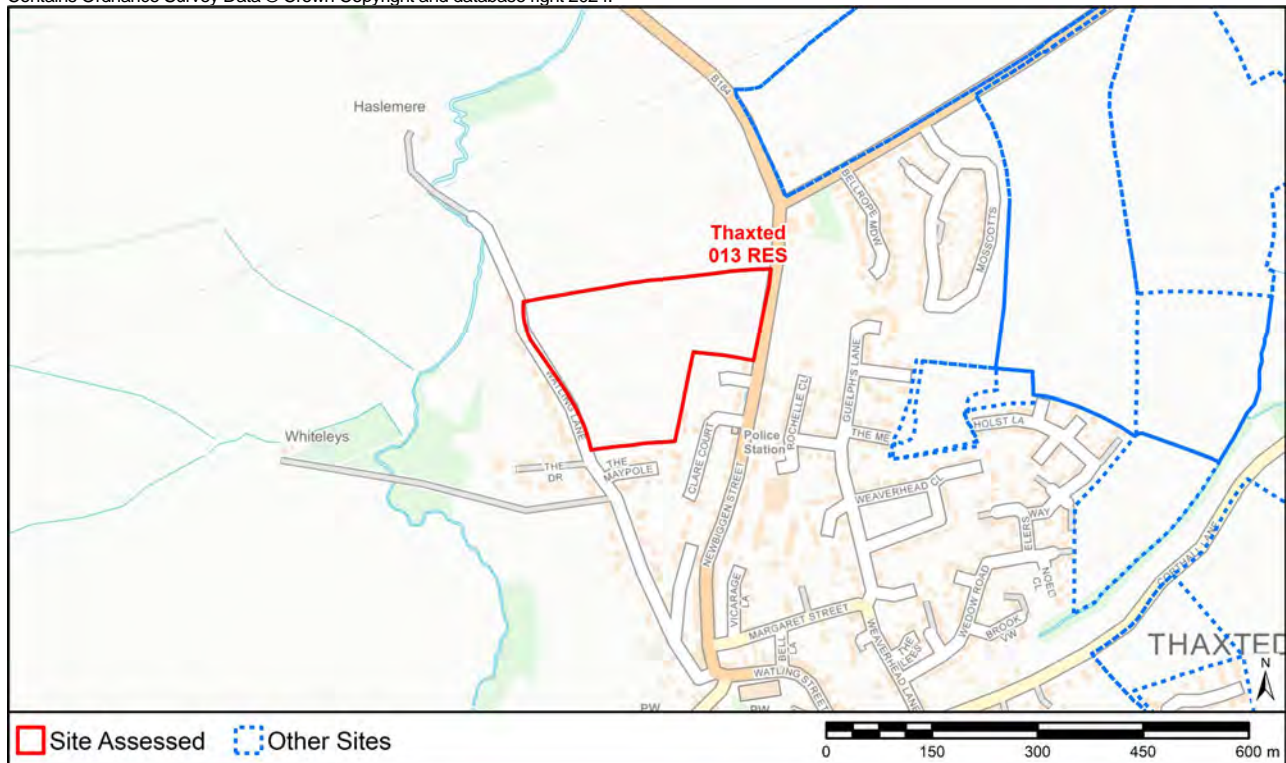 Contains Ordnance Survey Data © Crown Copyright and database right 2024.
Haslemere
B184
BELLROPE MDW
MOSSCOTTS
Thaxted
013 RES
WATLING LANE
GUELPH'S LANE
ROCHELLE CL
Whiteleys
THE DR
THE MAYPOLE
CLARE COURT
Police
Station
THE ME
HOLST LA
NEWBIGGEN STREET
WEAVERHEAD CL
ELERS WAY
NOEL CL
COPTHALL LANE
VICARAGE LA
MARGARET STREET
WEDOW ROAD
BROOK VW
BELL LA
THE LEES
WEAVERHEAD LANE
THAXTED
WATLING STREET
PW
PW
N
Site Assessed
Other Sites
0 150 300 450 600 m